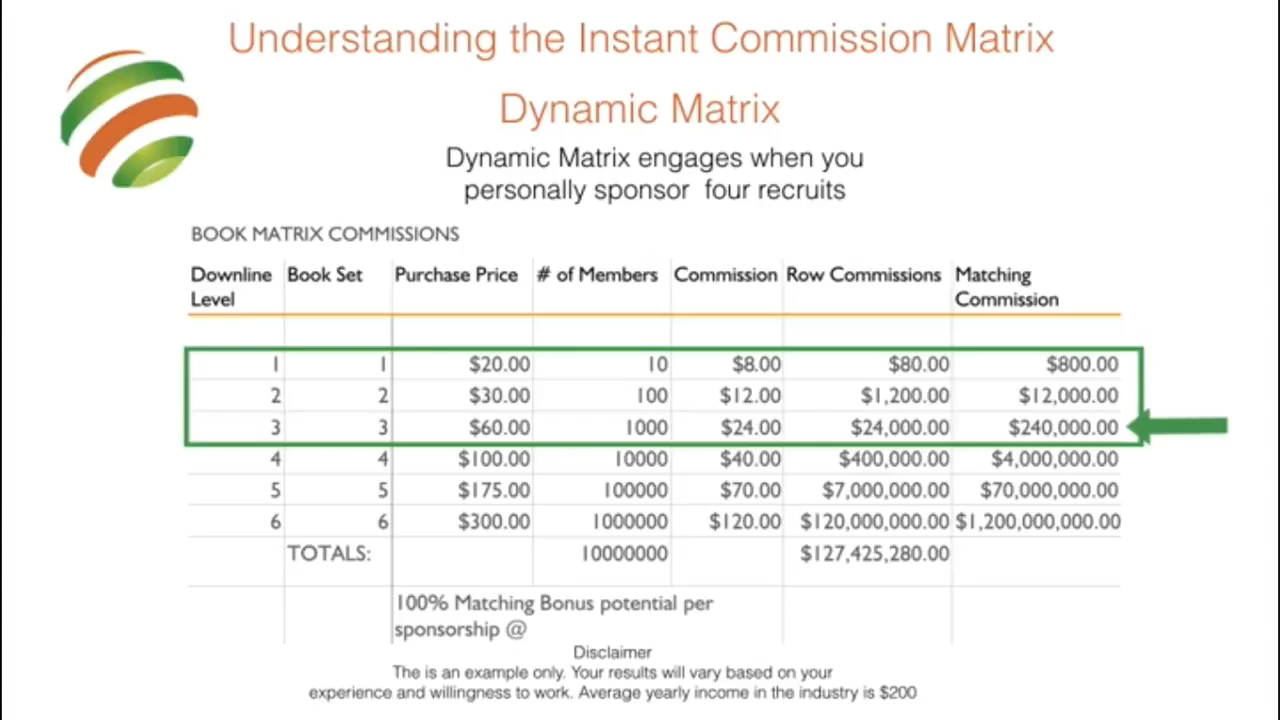 Understanding the Instant Commission Matrix
Dynamic Matrix
Dynamic Matrix engages when you
personally sponsor four recruits
BOOK MATRIX COMMISSIONS
Downline Level Book Set Purchase Price # of Members Commission Row Commissions Matching Commission
1 1 $20.00 10 $8.00 $80.00 $800.00
2 2 $30.00 100 $12.00 $1,200.00 $12,000.00
3 3 $60.00 1000 $24.00 $24,000.00 $240,000.00
4 4 $100.00 10000 $40.00 $400,000.00 $4,000,000.00
5 5 $175.00 100000 $70.00 $7,000,000.00 $70,000,000.00
6 6 $300.00 1000000 $120.00 $120,000,000.00 $1,200,000,000.00
TOTALS: 10000000 $127,425,280.00
100% Matching Bonus potential per
sponsorship @
Disclaimer
The is an example only. Your results will vary based on your
experience and willingness to work. Average yearly income in the industry is $200